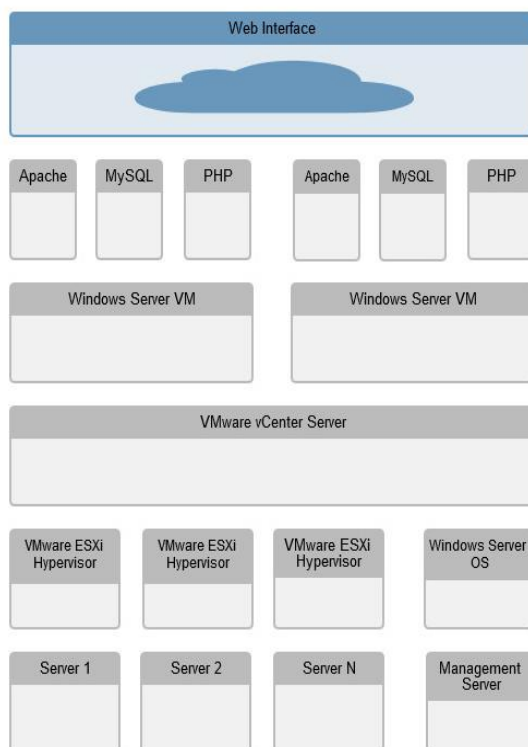 Web Interface
Apache MySQL PHP Apache MySQL PHP
Windows Server VM Windows Server VM
VMware vCenter Server
VMware ESXi Hypervisor VMware ESXi Hypervisor VMware ESXi Hypervisor Windows Server OS
Server 1 Server 2 Server N Management Server